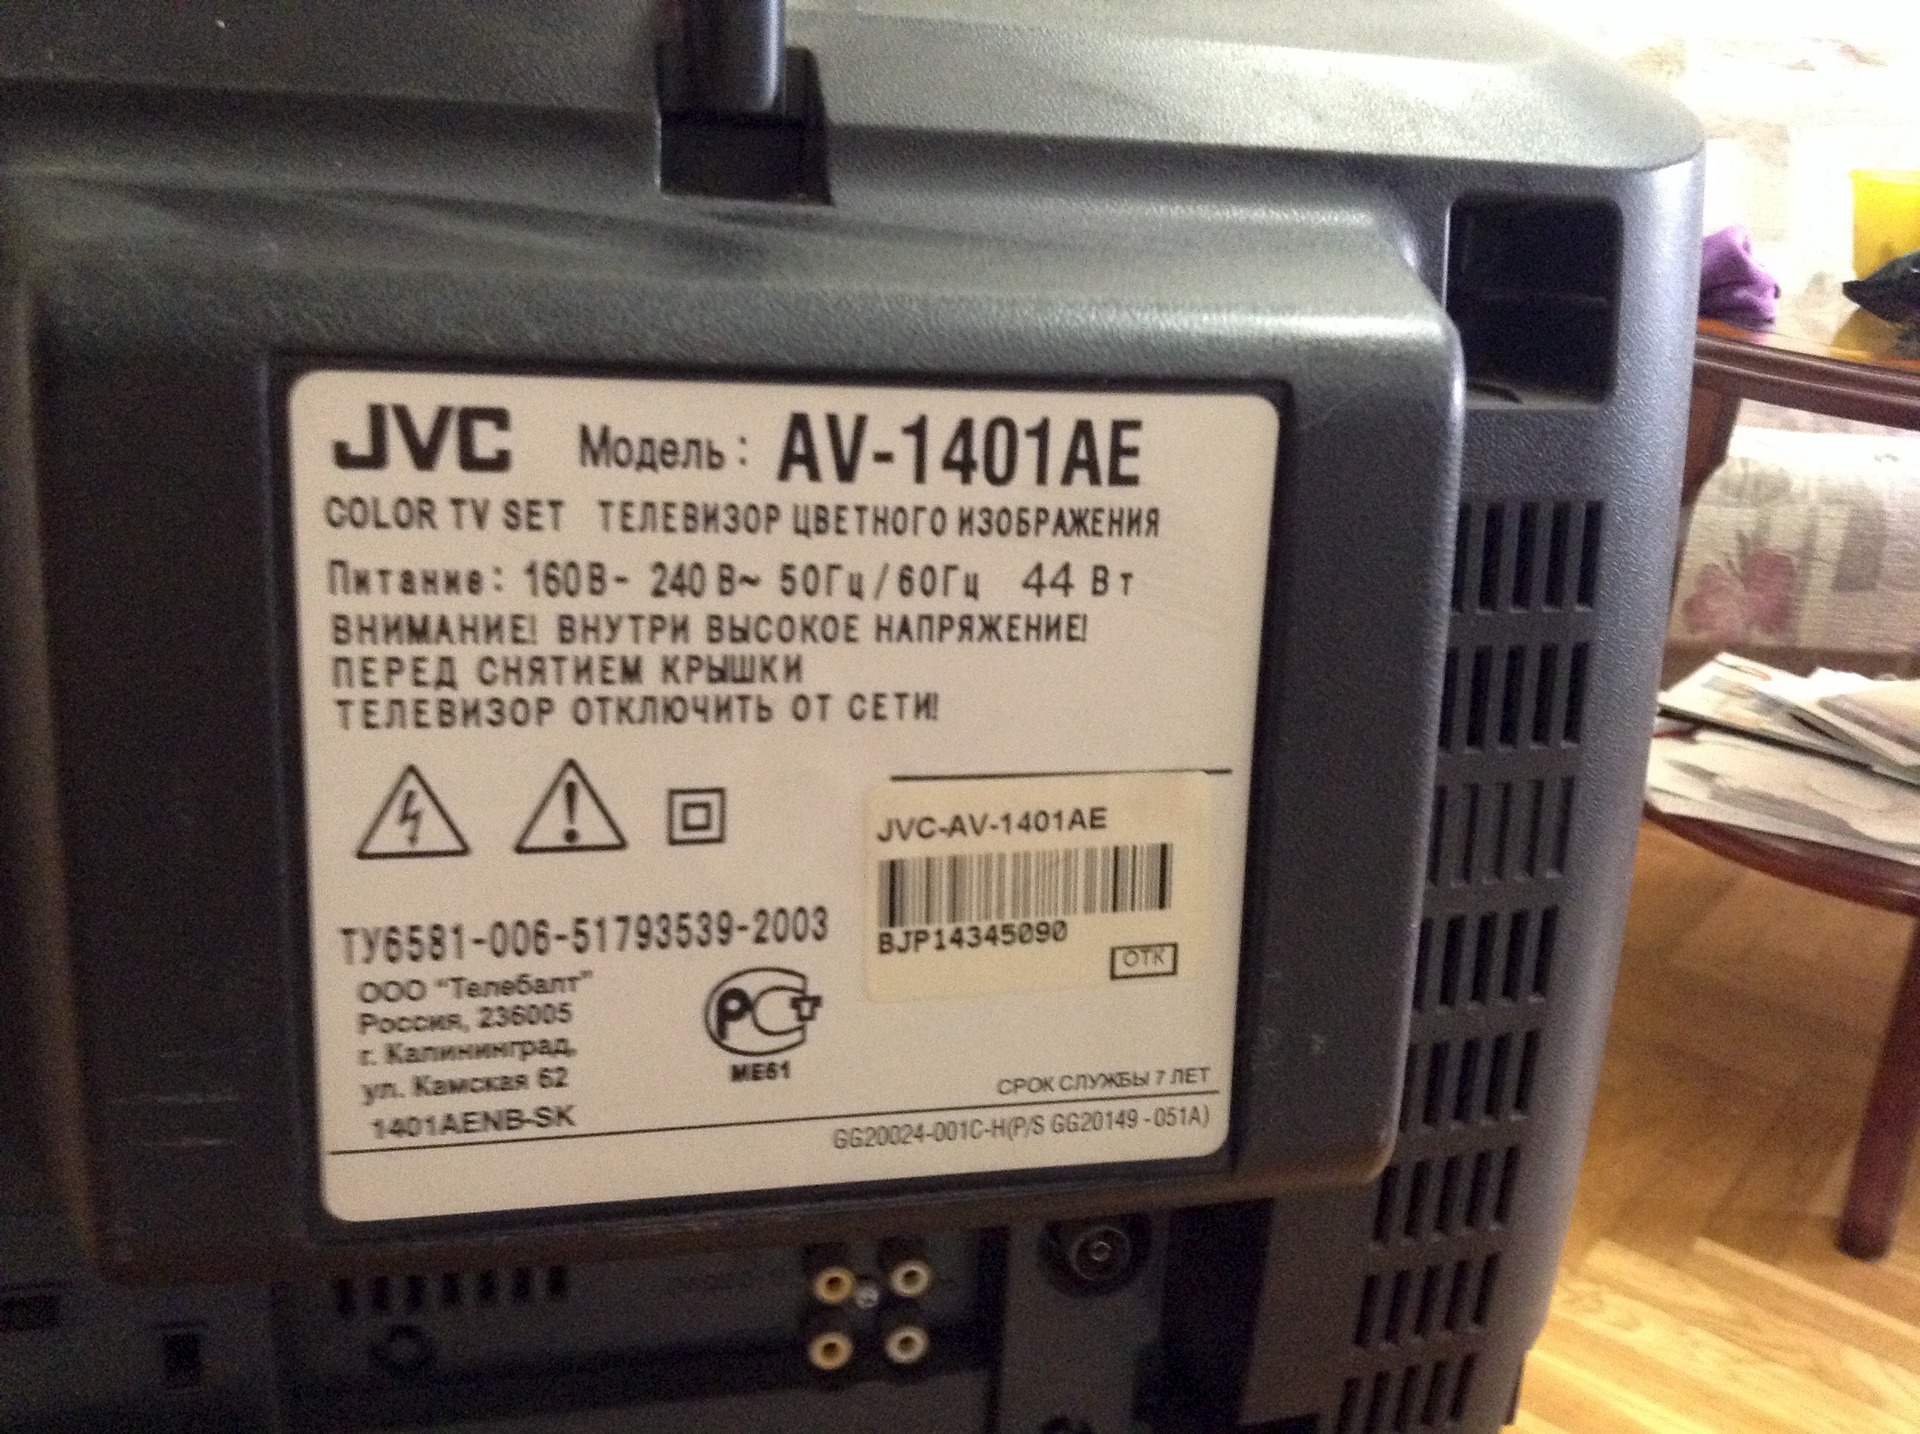 JVC Модель: AV-1401AE
COLOR TV SET ТЕЛЕВИЗОР ЦВЕТНОГО ИЗОБРАЖЕНИЯ
Питание: 160В- 240В~ 50Гц/60Гц 44 Вт
ВНИМАНИЕ! ВНУТРИ ВЫСОКОЕ НАПРЯЖЕНИЕ!
ПЕРЕД СНЯТИЕМ КРЫШКИ
ТЕЛЕВИЗОР ОТКЛЮЧИТЬ ОТ СЕТИ!
JVC-AV-1401AE
BJP14345090
ОТК
ТУ6581-006-51793539-2003
ООО "Телебалт"
Россия, 236005
г. Калининград,
ул. Камская 62
1401AENB-SK
РСТ
ME61
СРОК СЛУЖБЫ 7 ЛЕТ
GG20024-001C-H(P/S GG20149-051A)